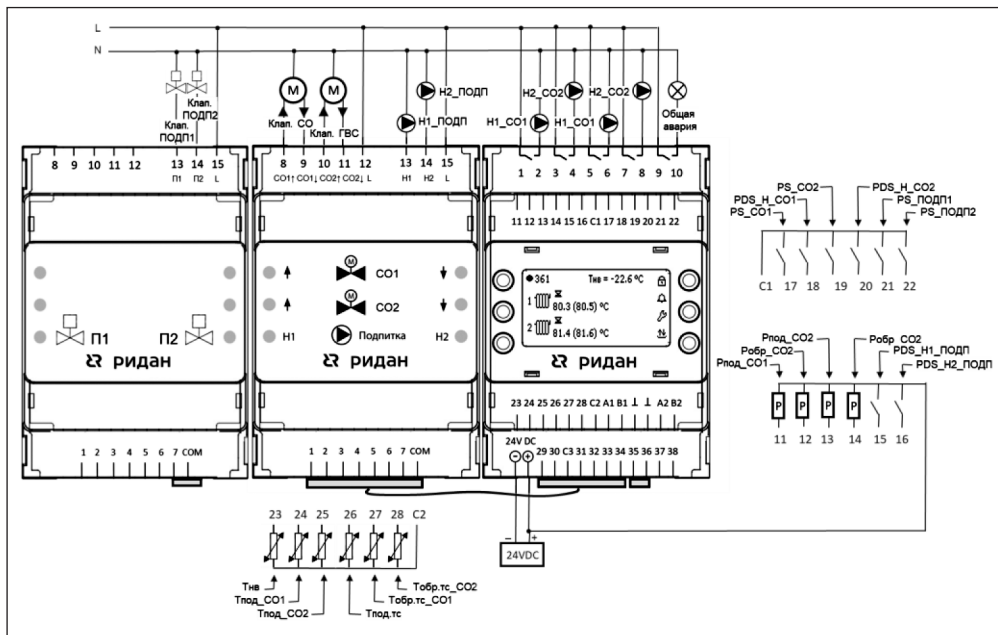 L
N
M
M
H2_ПОДП
H2_CO2
H2_CO2
Клап. ПОДП2
Клап. ПОДП1
Клап. СО
Клап. ГВС
H1_ПОДП
H1_CO1
H1_CO1
Общая
авария
8 9 10 11 12 13 14 15
П1 П2 L
8 9 10 11 12 13 14 15
CO1↑ CO1↓ CO2↑ CO2↓ L H1 H2 L
1 2 3 4 5 6 7 8 9 10
11 12 13 14 15 16 C1 17 18 19 20 21 22
П1 П2
ридан
M
CO1
M
CO2
H1 Подпитка H2
ридан
361 Тнв = -22.6 °C
1 80.3 (80.5) °C
2 81.4 (81.6) °C
ридан
23 24 25 26 27 28 C2 A1 B1 ⊥ ⊥ A2 B2
24V DC
29 30 C3 31 32 33 34 35 36 37 38
1 2 3 4 5 6 7 COM
1 2 3 4 5 6 7 COM
– +
24VDC
PS_CO2
PDS_H_CO1
PS_CO1
PDS_H_CO2
PS_ПОДП1
PS_ПОДП2
C1 17 18 19 20 21 22
Рпод_CO2
Робр_CO2
Рпод_CO1
Робр_CO2
PDS_H1_ПОДП
PDS_H2_ПОДП
P P P P
11 12 13 14 15 16
23 24 25 26 27 28 C2
Тнв
Тпод_CO1
Тпод_CO2
Тпод.тс
Тобр.тс_CO1
Тобр.тс_CO2